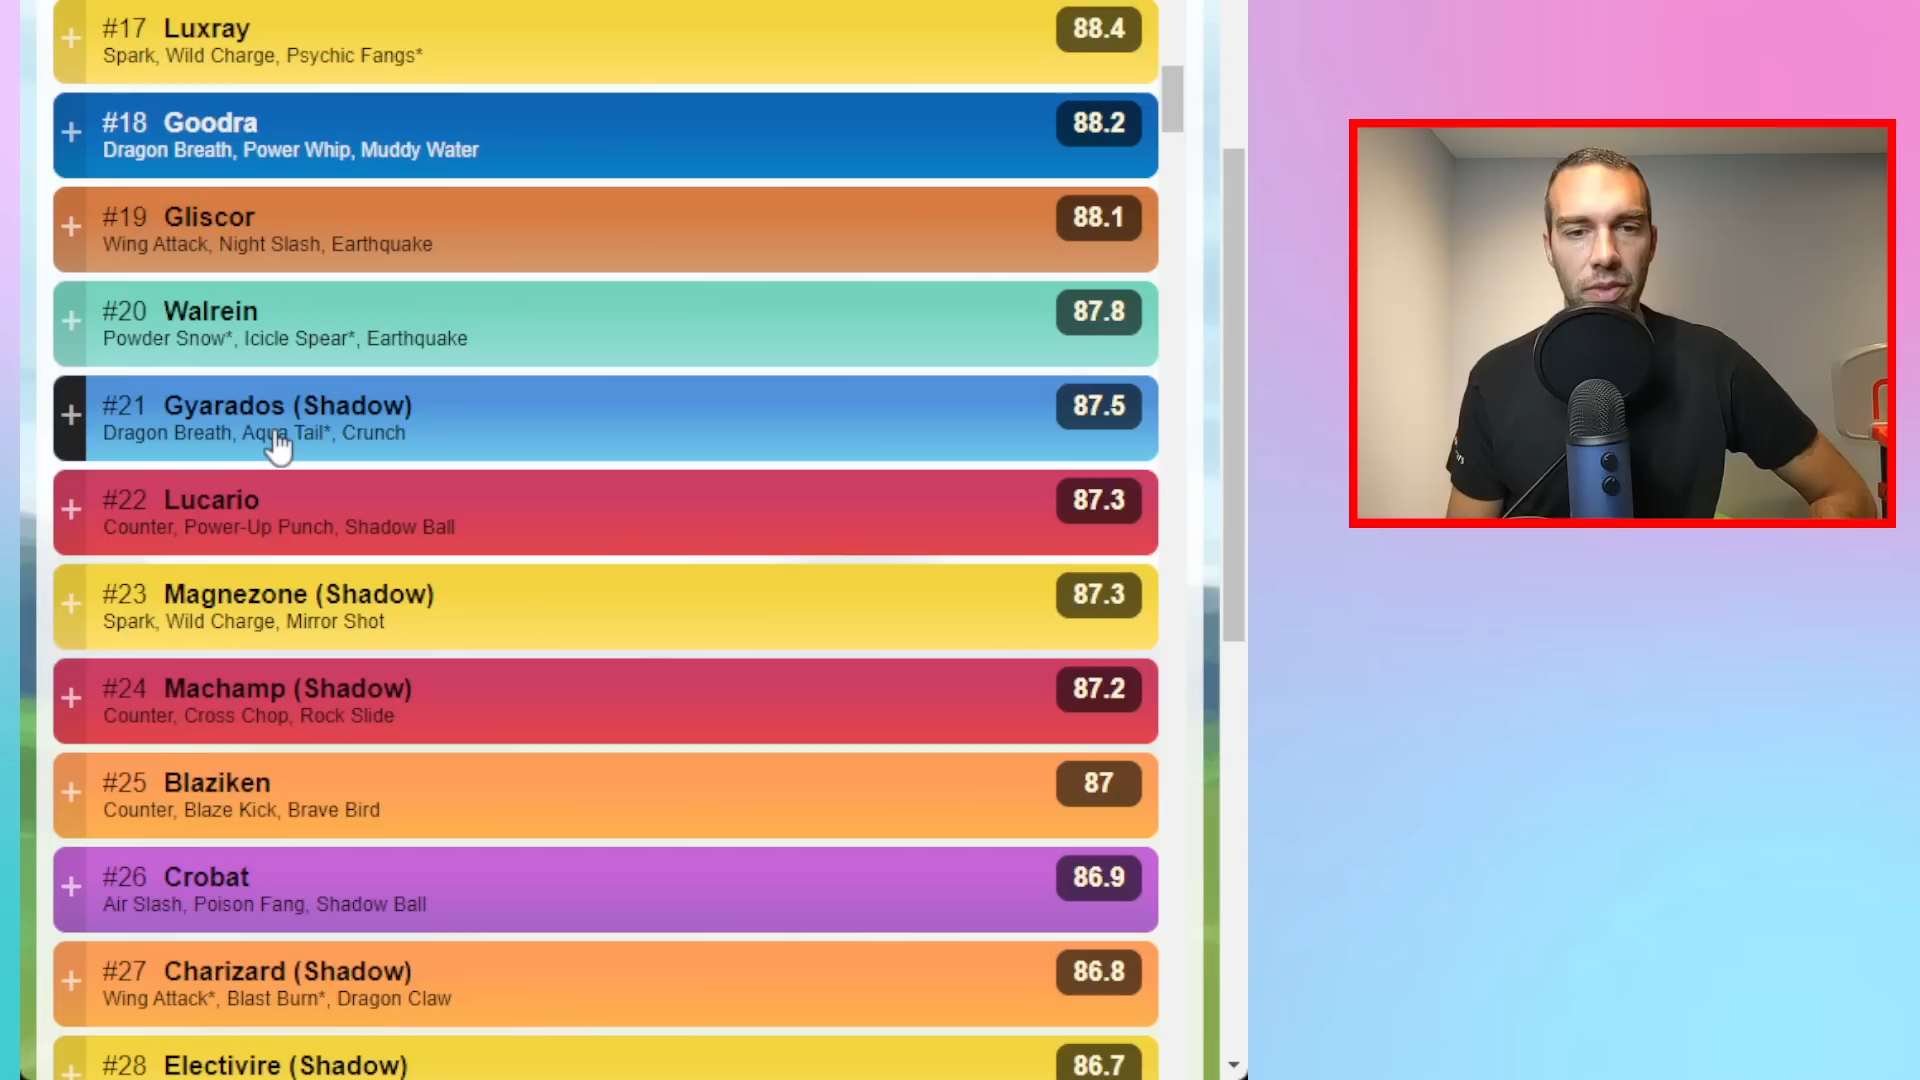 #17 Luxray 88.4
Spark, Wild Charge, Psychic Fangs*
#18 Goodra 88.2
Dragon Breath, Power Whip, Muddy Water
#19 Gliscor 88.1
Wing Attack, Night Slash, Earthquake
#20 Walrein 87.8
Powder Snow*, Icicle Spear*, Earthquake
#21 Gyarados (Shadow) 87.5
Dragon Breath, Aqua Tail*, Crunch
#22 Lucario 87.3
Counter, Power-Up Punch, Shadow Ball
#23 Magnezone (Shadow) 87.3
Spark, Wild Charge, Mirror Shot
#24 Machamp (Shadow) 87.2
Counter, Cross Chop, Rock Slide
#25 Blaziken 87
Counter, Blaze Kick, Brave Bird
#26 Crobat 86.9
Air Slash, Poison Fang, Shadow Ball
#27 Charizard (Shadow) 86.8
Wing Attack*, Blast Burn*, Dragon Claw
#28 Electivire (Shadow) 86.7